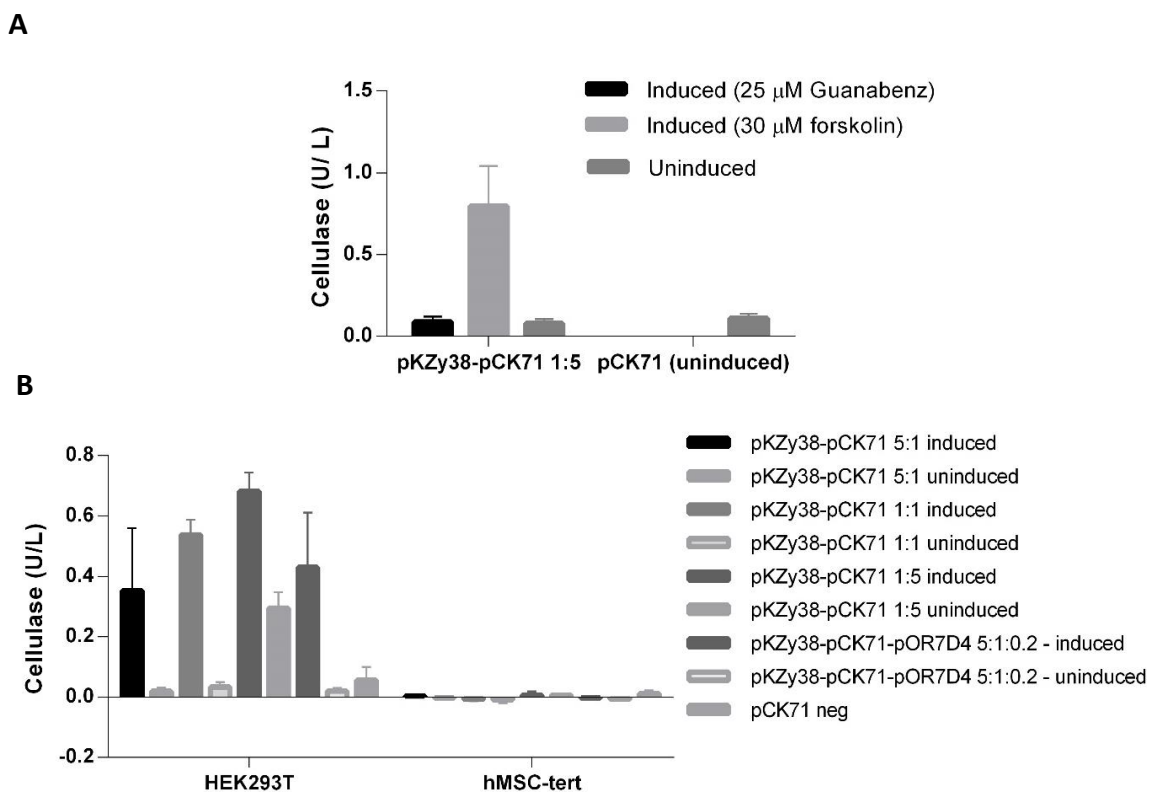 A
Cellulase (U/ L)
1.5
1.0
0.5
0.0
Induced (25 μM Guanabenz)
Induced (30 μM forskolin)
Uninduced
pKZy38-pCK71 1:5 pCK71 (uninduced)
B
Cellulase (U/L)
0.8
0.6
0.4
0.2
0.0
-0.2
HEK293T hMSC-tert
pKZy38-pCK71 5:1 induced
pKZy38-pCK71 5:1 uninduced
pKZy38-pCK71 1:1 induced
pKZy38-pCK71 1:1 uninduced
pKZy38-pCK71 1:5 induced
pKZy38-pCK71 1:5 uninduced
pKZy38-pCK71-pOR7D4 5:1:0.2 - induced
pKZy38-pCK71-pOR7D4 5:1:0.2 - uninduced
pCK71 neg